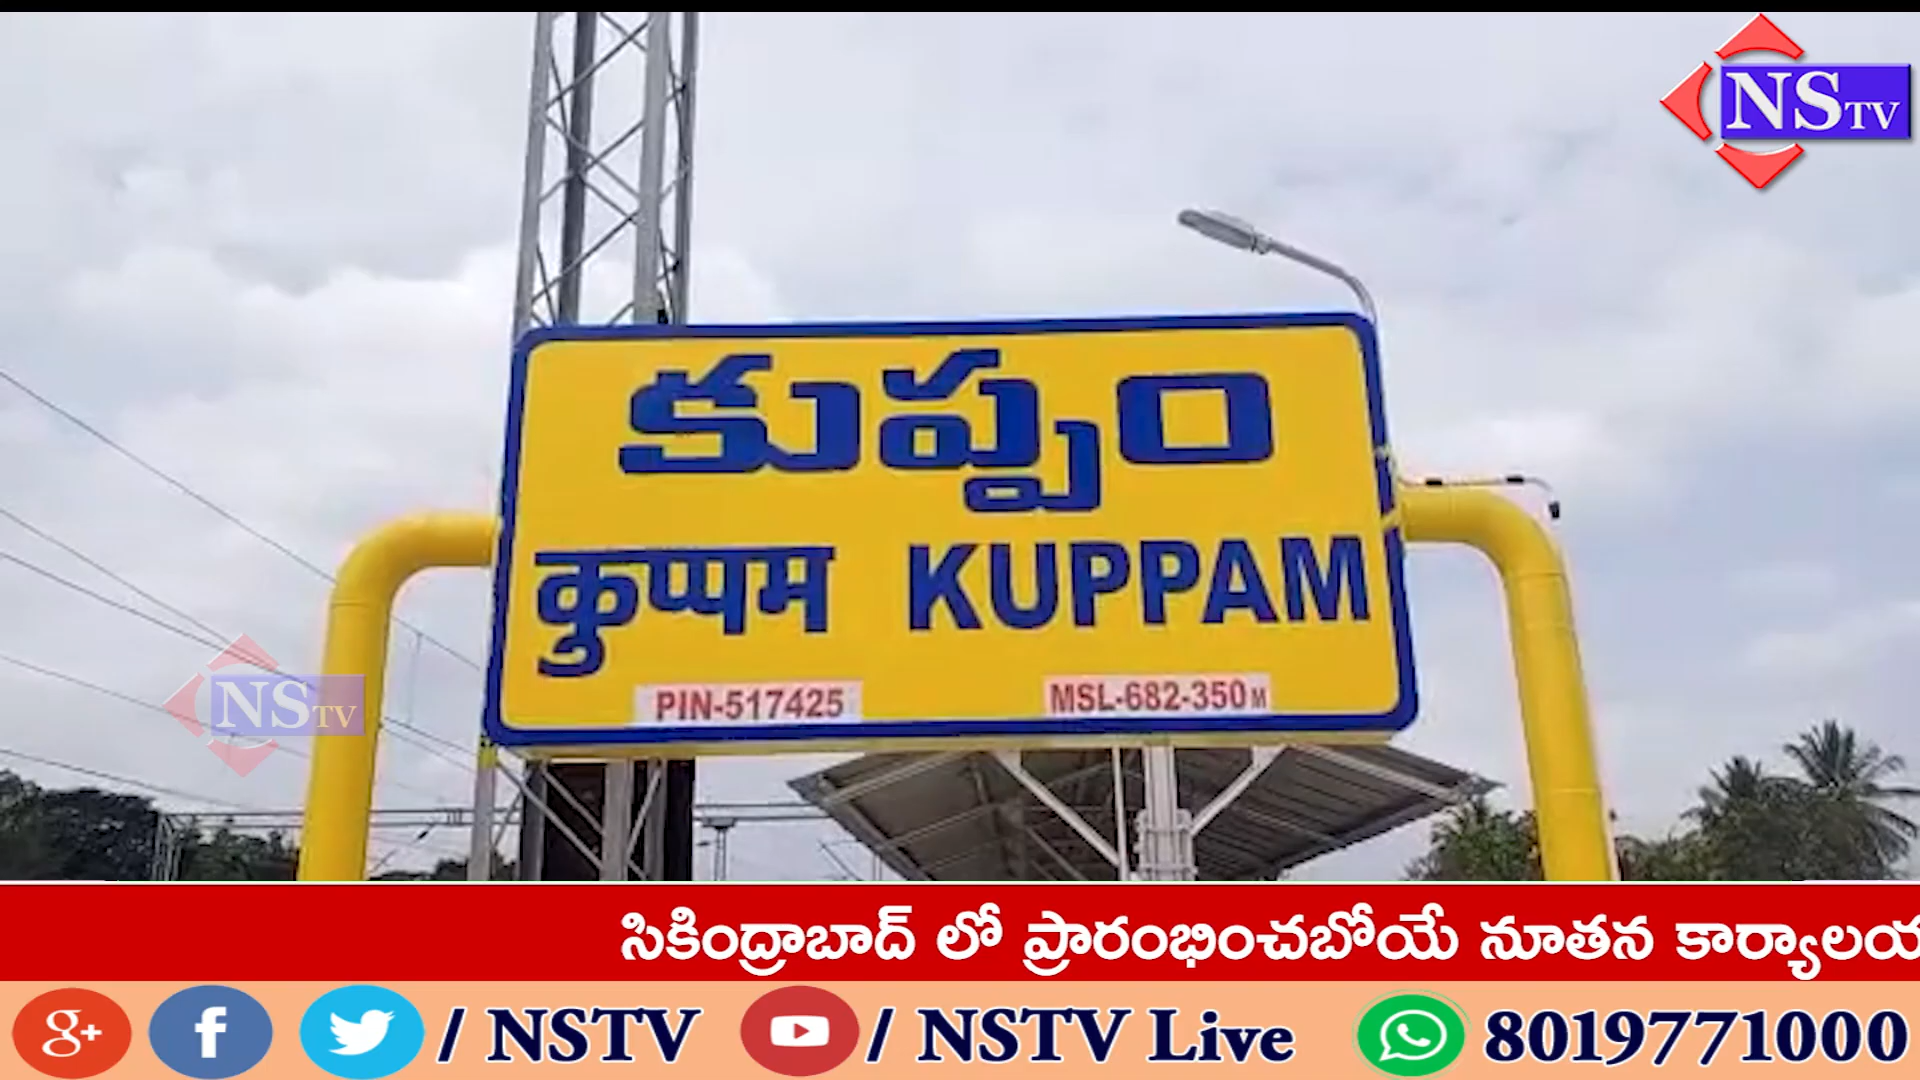 NSTV
కుప్పం
कुप्पम KUPPAM
PIN-517425 MSL-682-350M
NSTV
సికింద్రాబాద్ లో ప్రారంభించబోయే నూతన కార్యాలయ
g+ f / NSTV / NSTV Live 8019771000